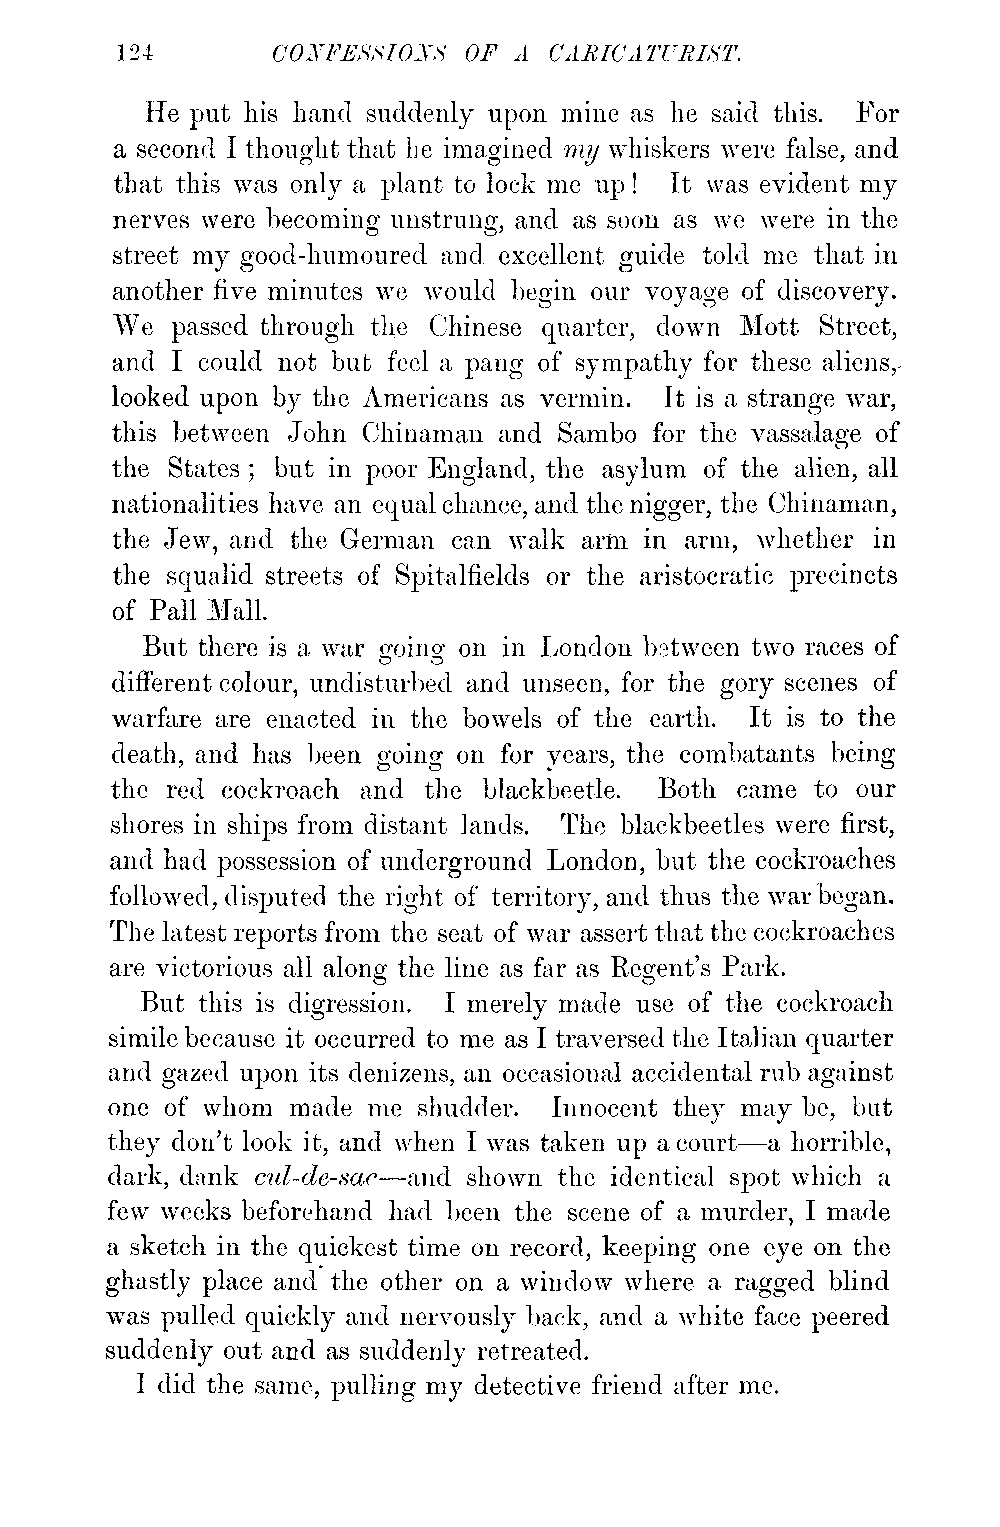 124 CONFESSIONS OF A CARICATURIST.
He put his hand suddenly upon mine as he said this. For
a second I thought that he imagined my whiskers were false, and
that this was only a plant to lock me up! It was evident my
nerves were becoming unstrung, and as soon as we were in the
street my good-humoured and excellent guide told me that in
another five minutes we would begin our voyage of discovery.
We passed through the Chinese quarter, down Mott Street,
and I could not but feel a pang of sympathy for these aliens,
looked upon by the Americans as vermin. It is a strange war,
this between John Chinaman and Sambo for the vassalage of
the States; but in poor England, the asylum of the alien, all
nationalities have an equal chance, and the nigger, the Chinaman,
the Jew, and the German can walk arm in arm, whether in
the squalid streets of Spitalfields or the aristocratic precincts
of Pall Mall.
But there is a war going on in London between two races of
different colour, undisturbed and unseen, for the gory scenes of
warfare are enacted in the bowels of the earth. It is to the
death, and has been going on for years, the combatants being
the red cockroach and the blackbeetle. Both came to our
shores in ships from distant lands. The blackbeetles were first,
and had possession of underground London, but the cockroaches
followed, disputed the right of territory, and thus the war began.
The latest reports from the seat of war assert that the cockroaches
are victorious all along the line as far as Regent's Park.
But this is digression. I merely made use of the cockroach
simile because it occurred to me as I traversed the Italian quarter
and gazed upon its denizens, an occasional accidental rub against
one of whom made me shudder. Innocent they may be, but
they don't look it, and when I was taken up a court—a horrible,
dark, dank cul-de-sac—and shown the identical spot which a
few weeks beforehand had been the scene of a murder, I made
a sketch in the quickest time on record, keeping one eye on the
ghastly place and the other on a window where a ragged blind
was pulled quickly and nervously back, and a white face peered
suddenly out and as suddenly retreated.
I did the same, pulling my detective friend after me.